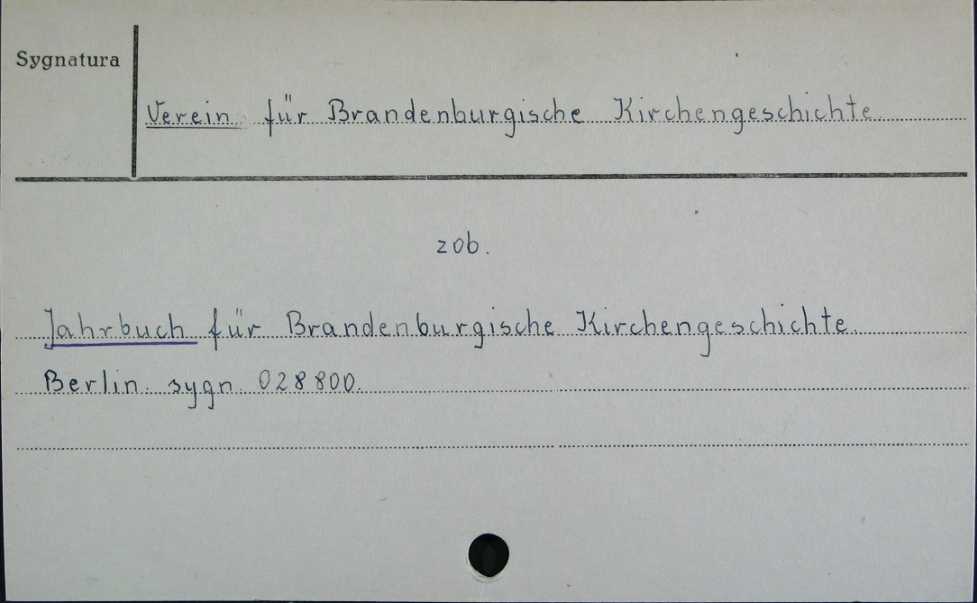 Sygnatura
Verein für Brandenburgische Kirchengeschichte
zob.
Jahrbuch für Brandenburgische Kirchengeschichte
Berlin. sygn. 028800.